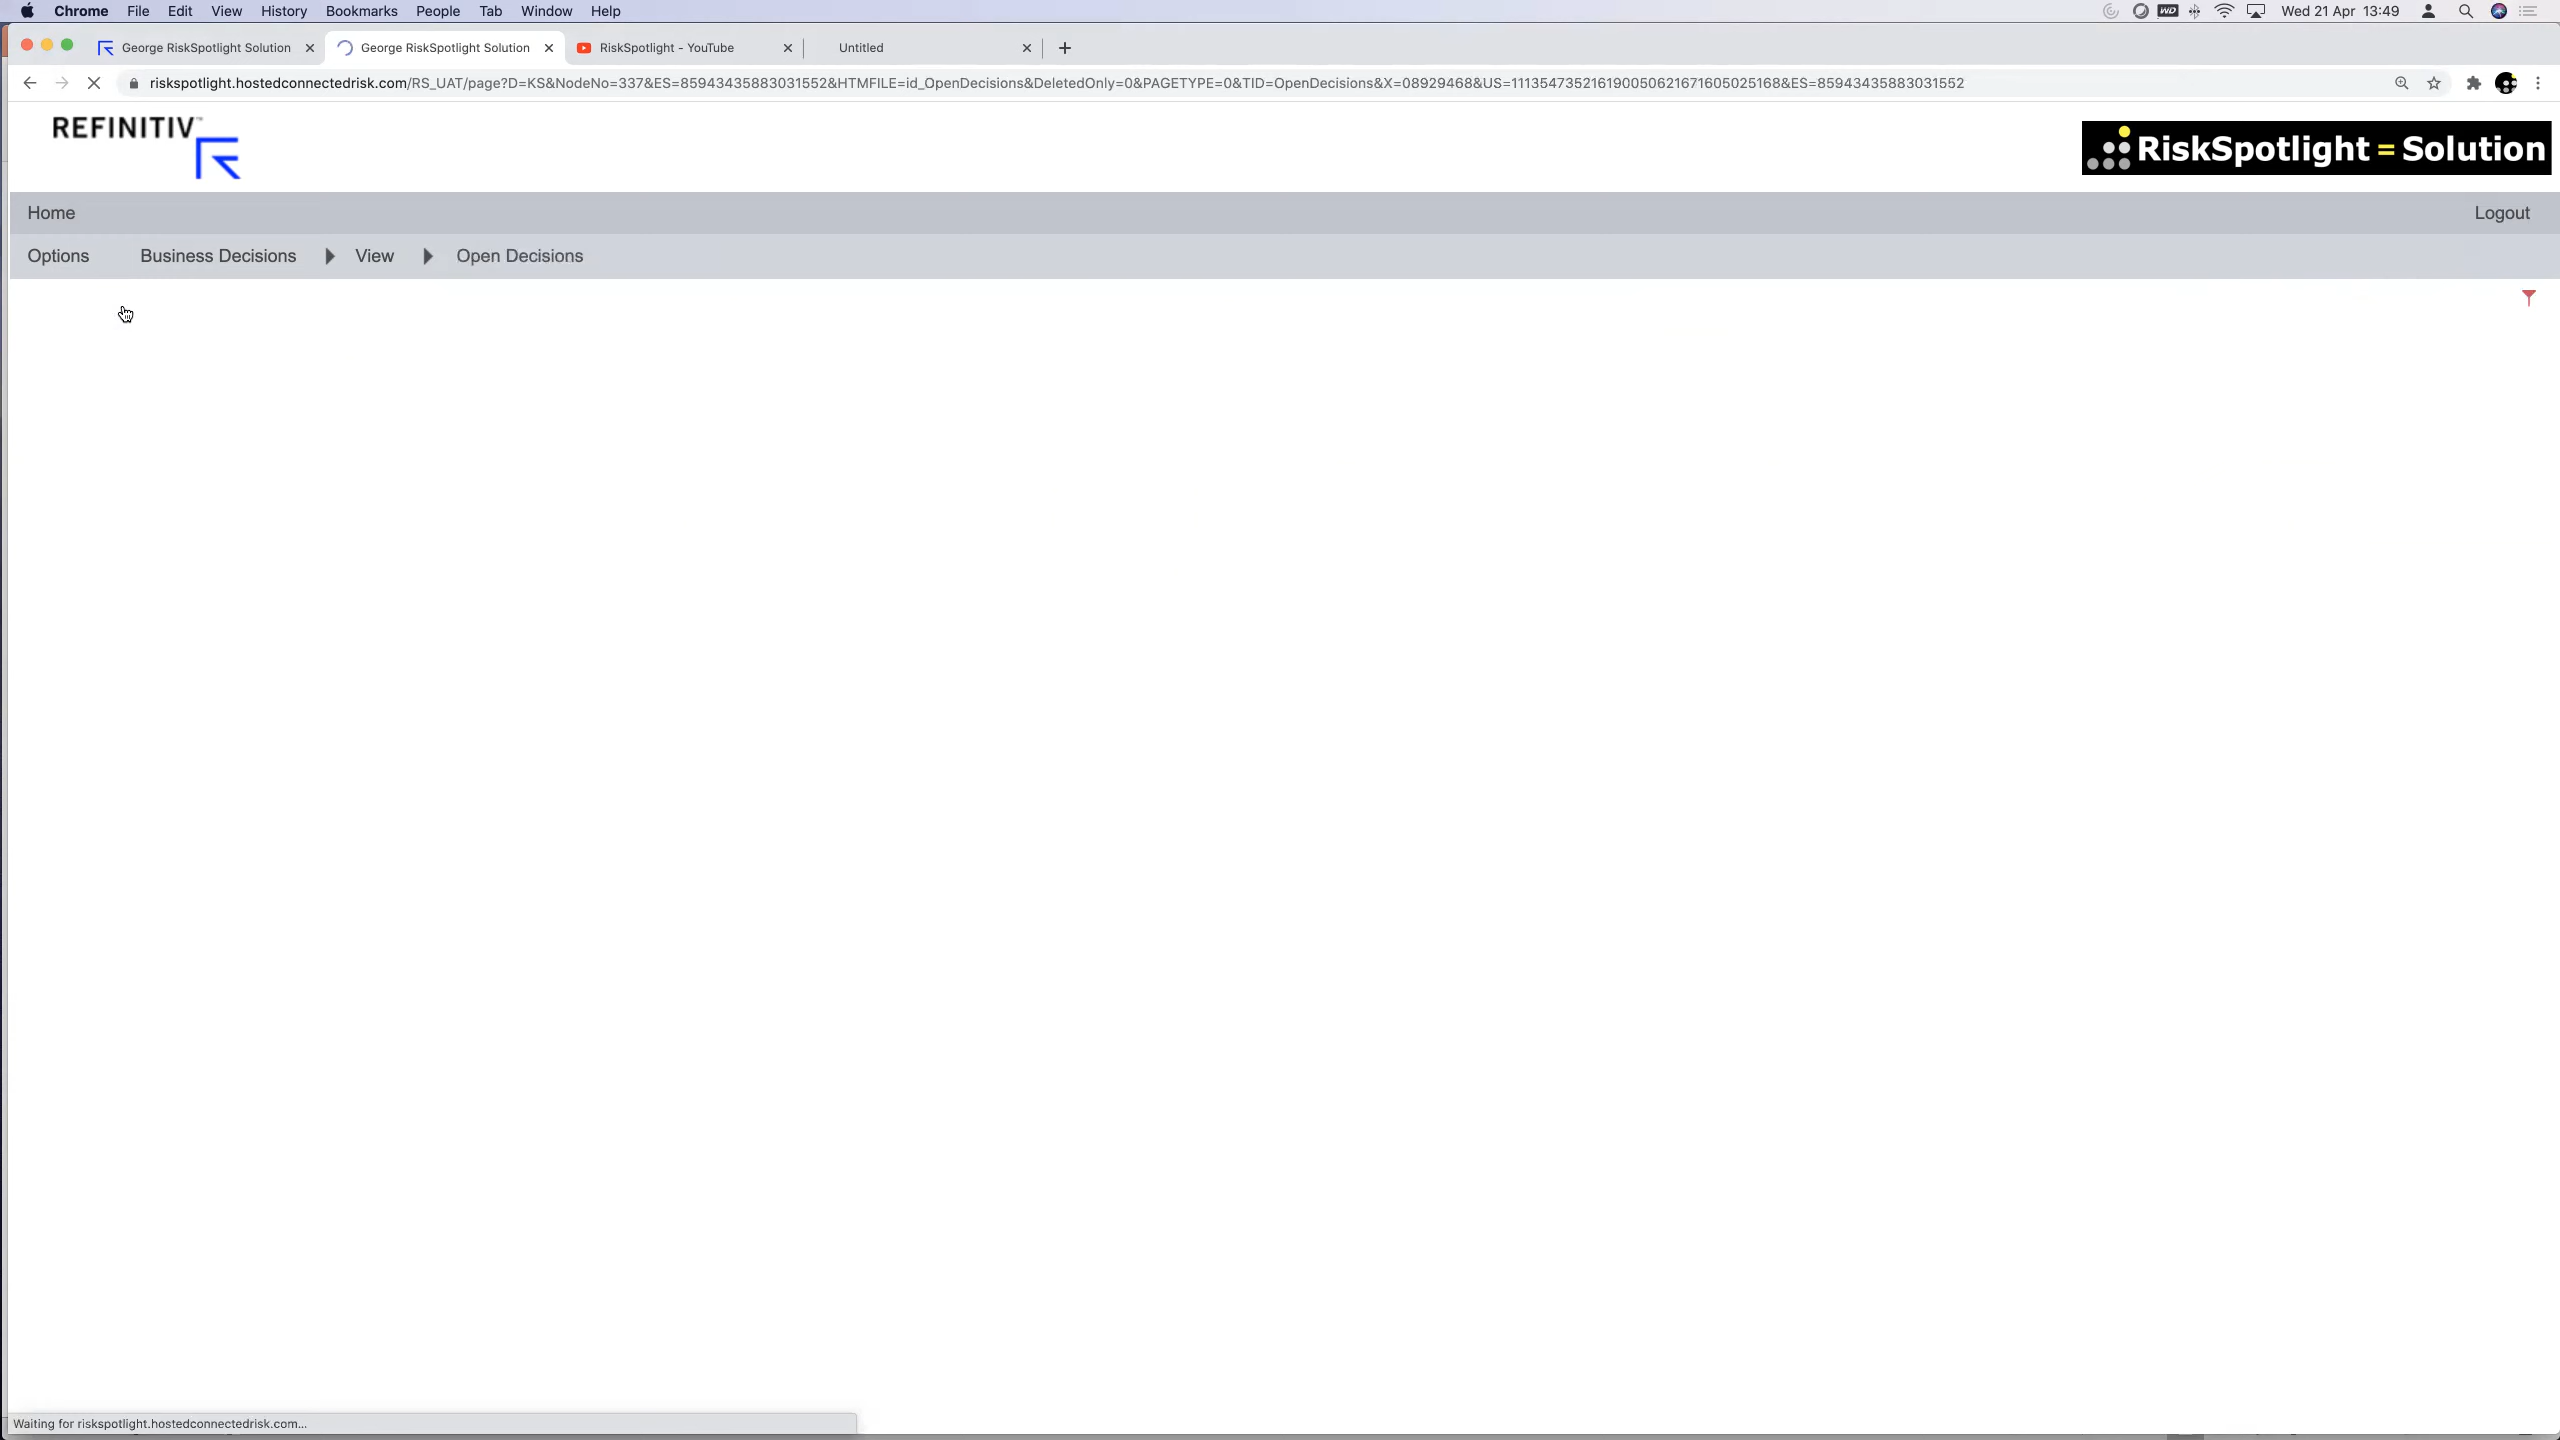 Chrome File Edit View History Bookmarks People Tab Window Help WD Wed 21 Apr 13:49
George RiskSpotlight Solution George RiskSpotlight Solution RiskSpotlight - YouTube Untitled
riskspotlight.hostedconnectedrisk.com/RS_UAT/page?D=KS&NodeNo=337&ES=85943435883031552&HTMFILE=id_OpenDecisions&DeletedOnly=0&PAGETYPE=0&TID=OpenDecisions&X=08929468&US=11135473521619005062167160502516​8&ES=85943435883031552
REFINITIV™
RiskSpotlight = Solution
Home Logout
Options Business Decisions View Open Decisions
Waiting for riskspotlight.hostedconnectedrisk.com...